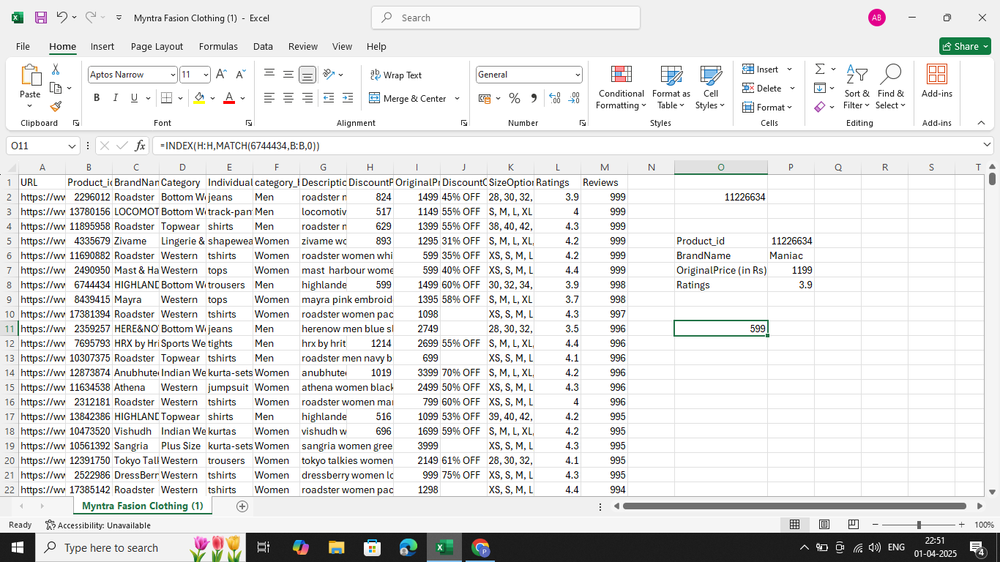 Myntra Fasion Clothing (1) - Excel
Search
AB
File Home Insert Page Layout Formulas Data Review View Help
Share
Paste
Aptos Narrow 11
B I U
Wrap Text
Merge & Center
General
Conditional Formatting
Format as Table
Cell Styles
Insert
Delete
Format
Sort & Filter
Find & Select
Add-ins
Clipboard Font Alignment Number Styles Cells Editing Add-ins
O11 fx =INDEX(H:H,MATCH(6744434,B:B,0))
A B C D E F G H I J K L M N O P Q R S T
1 URL Product_id BrandNan Category Individual category_b Descriptic DiscountP OriginalPr DiscountO SizeOption Ratings Reviews
2 https://ww 2296012 Roadster Bottom We jeans Men roadster m 824 1499 45% OFF 28, 30, 32, 3.9 999 11226634
3 https://ww 13780156 LOCOMOT Bottom We track-pan Men locomotiv 517 1149 55% OFF S, M, L, XL 4 999
4 https://ww 11895958 Roadster Topwear shirts Men roadster m 629 1399 55% OFF 38, 40, 42, 4.3 999
5 https://ww 4335679 Zivame Lingerie & shapewea Women zivame wo 893 1295 31% OFF S, M, L, XL, 4.2 999 Product_id 11226634
6 https://ww 11690882 Roadster Western tshirts Women roadster women whi 599 35% OFF XS, S, M, L 4.2 999 BrandName Maniac
7 https://ww 2490950 Mast & Ha Western tops Women mast harbour wome 599 40% OFF XS, S, M, L 4.4 999 OriginalPrice (in Rs) 1199
8 https://ww 6744434 HIGHLAND Bottom We trousers Men highlande 599 1499 60% OFF 30, 32, 34, 3.9 998 Ratings 3.9
9 https://ww 8439415 Mayra Western tops Women mayra pink embroid 1395 58% OFF S, M, L, XL 3.7 998
10 https://ww 17381394 Roadster Western tshirts Women roadster women pac 1098 XS, S, M, L 4.3 997
11 https://ww 2359257 HERE&NO Bottom We jeans Men herenow men blue sl 2749 28, 30, 32, 3.5 996 599
12 https://ww 7695793 HRX by Hri Sports We tights Men hrx by hrit 1214 2699 55% OFF S, M, L, XL, 4.4 996
13 https://ww 10307375 Roadster Topwear tshirts Men roadster men navy b 699 XS, S, M, L 4.1 996
14 https://ww 12873874 Anubhute Indian We kurta-sets Women anubhute 1019 3399 70% OFF S, M, L, XL, 4.2 996
15 https://ww 11634538 Athena Western jumpsuit Women athena women black 2499 50% OFF XS, S, M, L 4.3 996
16 https://ww 2312181 Roadster Western tshirts Women roadster women mar 799 60% OFF XS, S, M, L 4 996
17 https://ww 13842386 HIGHLAND Topwear shirts Men highlande 516 1099 53% OFF 39, 40, 42, 4.2 995
18 https://ww 10473520 Vishudh Indian We kurtas Women vishudh w 696 1699 59% OFF S, M, L, XL, 4.2 995
19 https://ww 10561392 Sangria Plus Size kurta-sets Women sangria women gree 3999 XS, S, M, L 4.3 995
20 https://ww 12391750 Tokyo Tall Western trousers Women tokyo talkies women 2149 61% OFF 28, 30, 32, 4.1 995
21 https://ww 2522986 DressBerr Western tshirts Women dressberry women lo 999 75% OFF XS, S, M, L 4.3 995
22 https://ww 17385142 Roadster Western tshirts Women roadster women pac 1298 XS, S, M, L 4.4 994
Myntra Fasion Clothing (1)
Ready Accessibility: Unavailable 100%
Type here to search ENG 22:51
01-04-2025
4